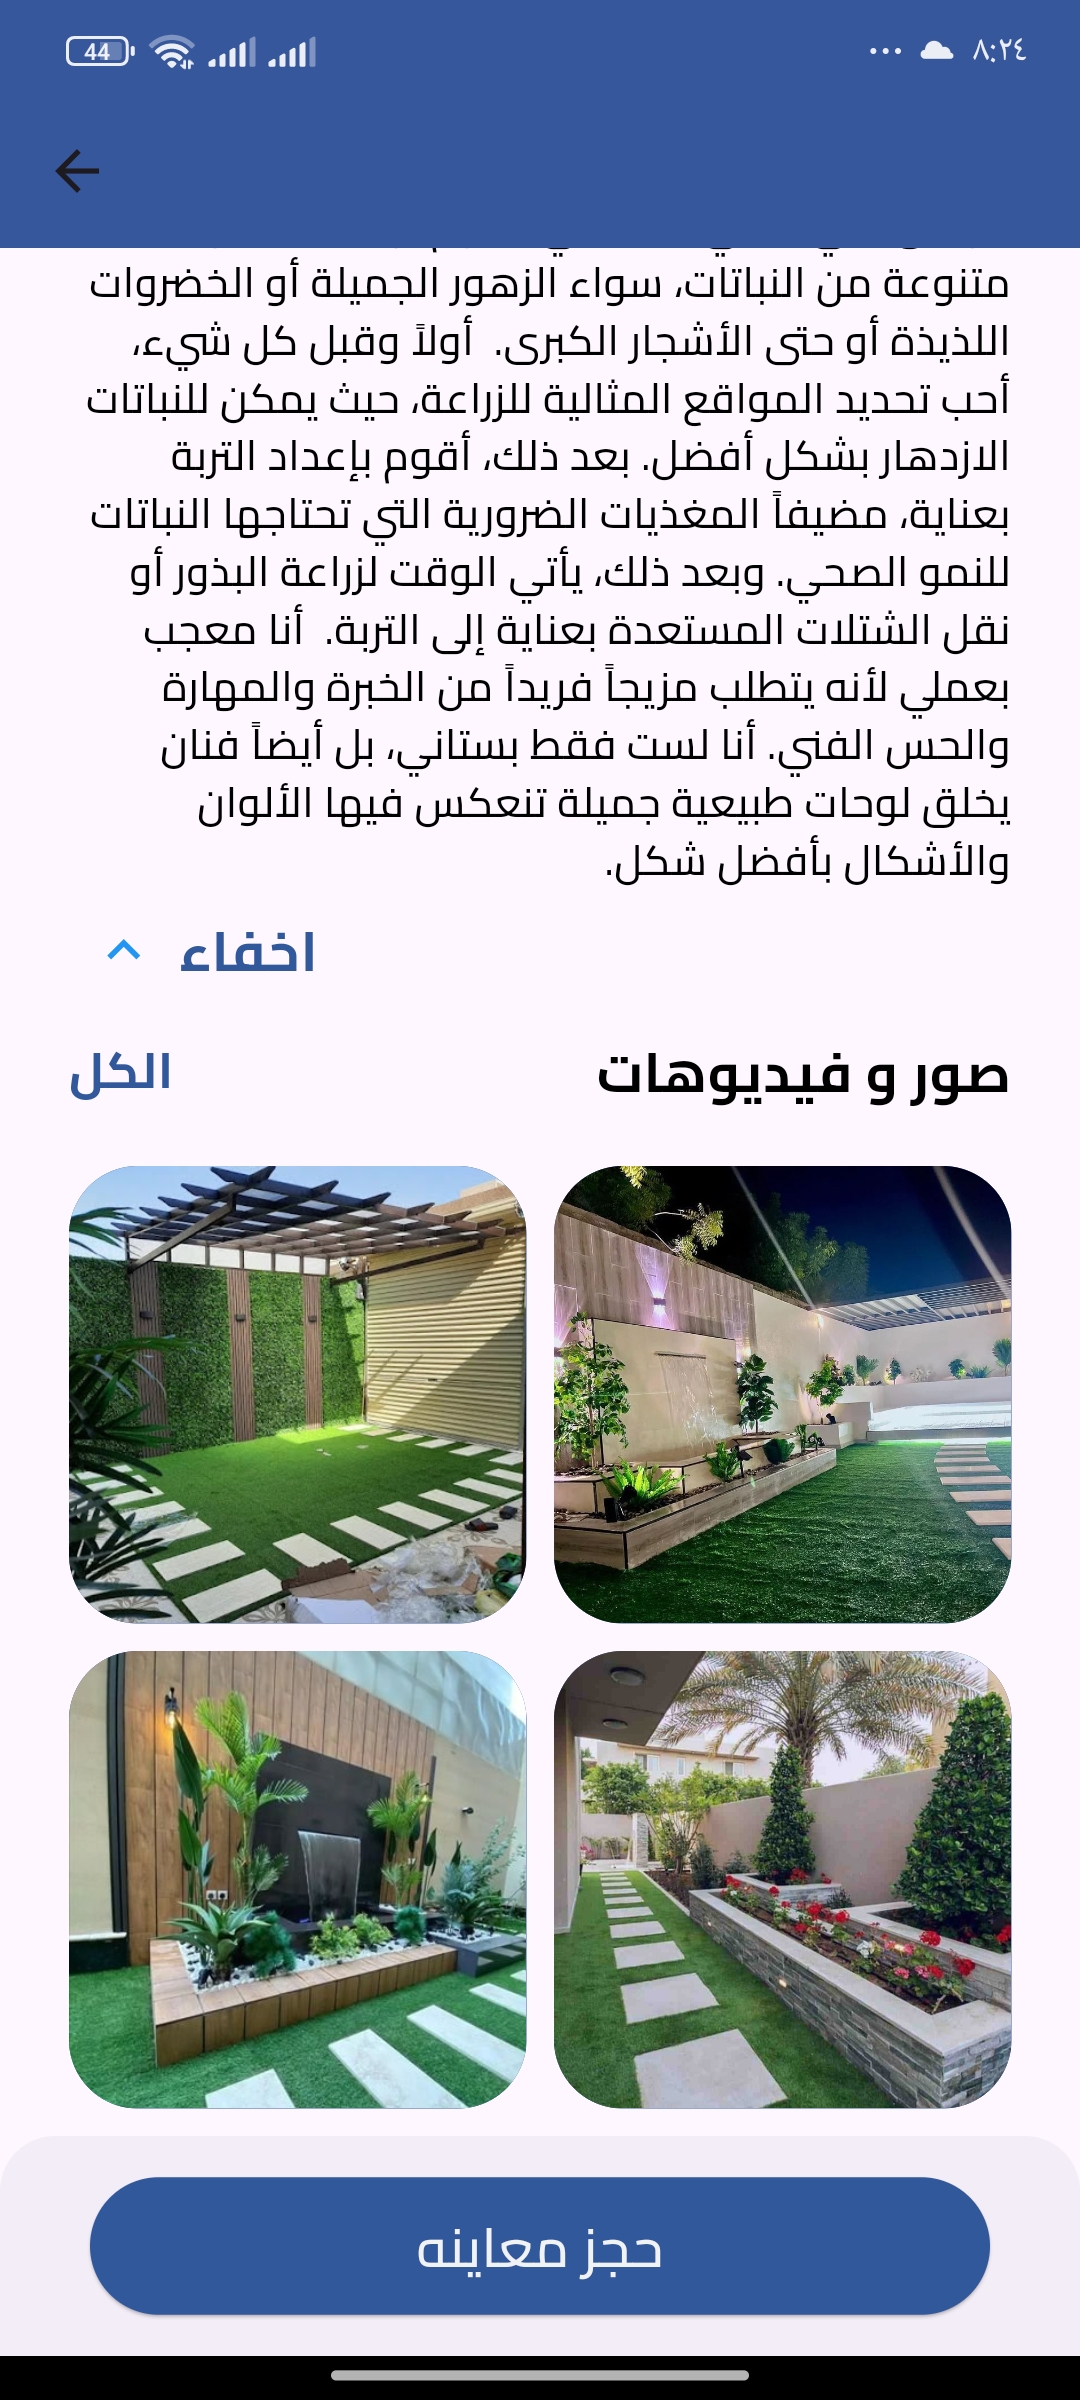 44
٨:٢٤
متنوعة من النباتات، سواء الزهور الجميلة أو الخضروات
اللذيذة أو حتى الأشجار الكبرى. أولاً وقبل كل شيء،
أحب تحديد المواقع المثالية للزراعة، حيث يمكن للنباتات
الازدهار بشكل أفضل. بعد ذلك، أقوم بإعداد التربة
بعناية، مضيفاً المغذيات الضرورية التي تحتاجها النباتات
للنمو الصحي. وبعد ذلك، يأتي الوقت لزراعة البذور أو
نقل الشتلات المستعدة بعناية إلى التربة. أنا معجب
بعملي لأنه يتطلب مزيجاً فريداً من الخبرة والمهارة
والحس الفني. أنا لست فقط بستاني، بل أيضاً فنان
يخلق لوحات طبيعية جميلة تنعكس فيها الألوان
والأشكال بأفضل شكل.
اخفاء
صور و فيديوهات
الكل
حجز معاينه